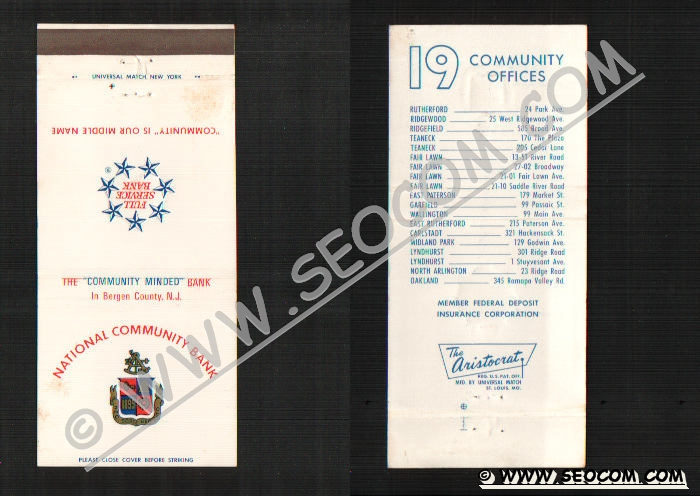 UNIVERSAL MATCH, NEW YORK
"COMMUNITY" IS OUR MIDDLE NAME
FULL
SERVICE
BANK
THE "COMMUNITY MINDED" BANK
In Bergen County, N.J.
NATIONAL COMMUNITY BANK
PLEASE CLOSE COVER BEFORE STRIKING
19 COMMUNITY
OFFICES
RUTHERFORD 24 Park Ave.
RIDGEWOOD 25 West Ridgewood Ave.
RIDGEFIELD 585 Broad Ave.
TEANECK 170 The Plaza
TEANECK 205 Cedar Lane
FAIR LAWN 13-51 River Road
FAIR LAWN 27-02 Broadway
FAIR LAWN 21-01 Fair Lawn Ave.
FAIR LAWN 21-10 Saddle River Road
EAST PATERSON 179 Market St.
GARFIELD 99 Passaic St.
WALLINGTON 99 Main Ave.
EAST RUTHERFORD 215 Paterson Ave.
CARLSTADT 321 Hackensack St.
MIDLAND PARK 129 Godwin Ave.
LYNDHURST 301 Ridge Road
LYNDHURST 1 Stuyvesant Ave.
NORTH ARLINGTON 23 Ridge Road
OAKLAND 345 Ramapo Valley Rd.
MEMBER FEDERAL DEPOSIT
INSURANCE CORPORATION
The
Aristocrat
REG. U.S. PAT. OFF.
MFD. BY UNIVERSAL MATCH
ST. LOUIS, MO.
© WWW.SEOCOM.COM
© WWW.SEOCOM.COM ©